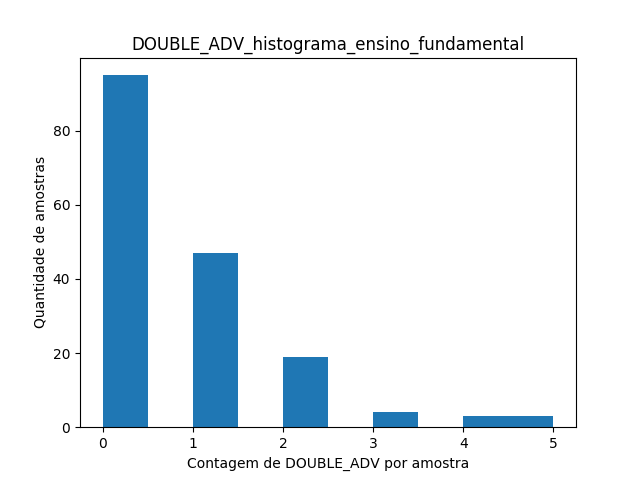 DOUBLE_ADV_histograma_ensino_fundamental
Quantidade de amostras
80
60
40
20
0
0 1 2 3 4 5
Contagem de DOUBLE_ADV por amostra